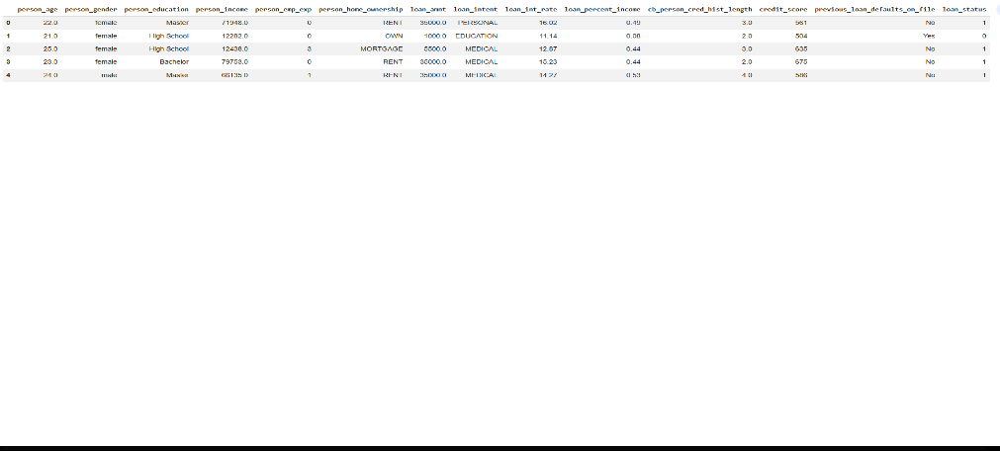 person_age person_gender person_education person_income person_emp_exp person_home_ownership loan_amnt loan_intent loan_int_rate loan_percent_income cb_person_cred_hist_length credit_score previous_loan_defaults_on_file loan_status
0 22.0 female Master 71948.0 0 RENT 35000.0 PERSONAL 16.02 0.49 3.0 561 No 1
1 21.0 female High School 12282.0 0 OWN 1000.0 EDUCATION 11.14 0.08 2.0 504 Yes 0
2 25.0 female High School 12438.0 3 MORTGAGE 5500.0 MEDICAL 12.87 0.44 3.0 635 No 1
3 23.0 female Bachelor 79753.0 0 RENT 35000.0 MEDICAL 15.23 0.44 2.0 675 No 1
4 24.0 male Master 66135.0 1 RENT 35000.0 MEDICAL 14.27 0.53 4.0 586 No 1